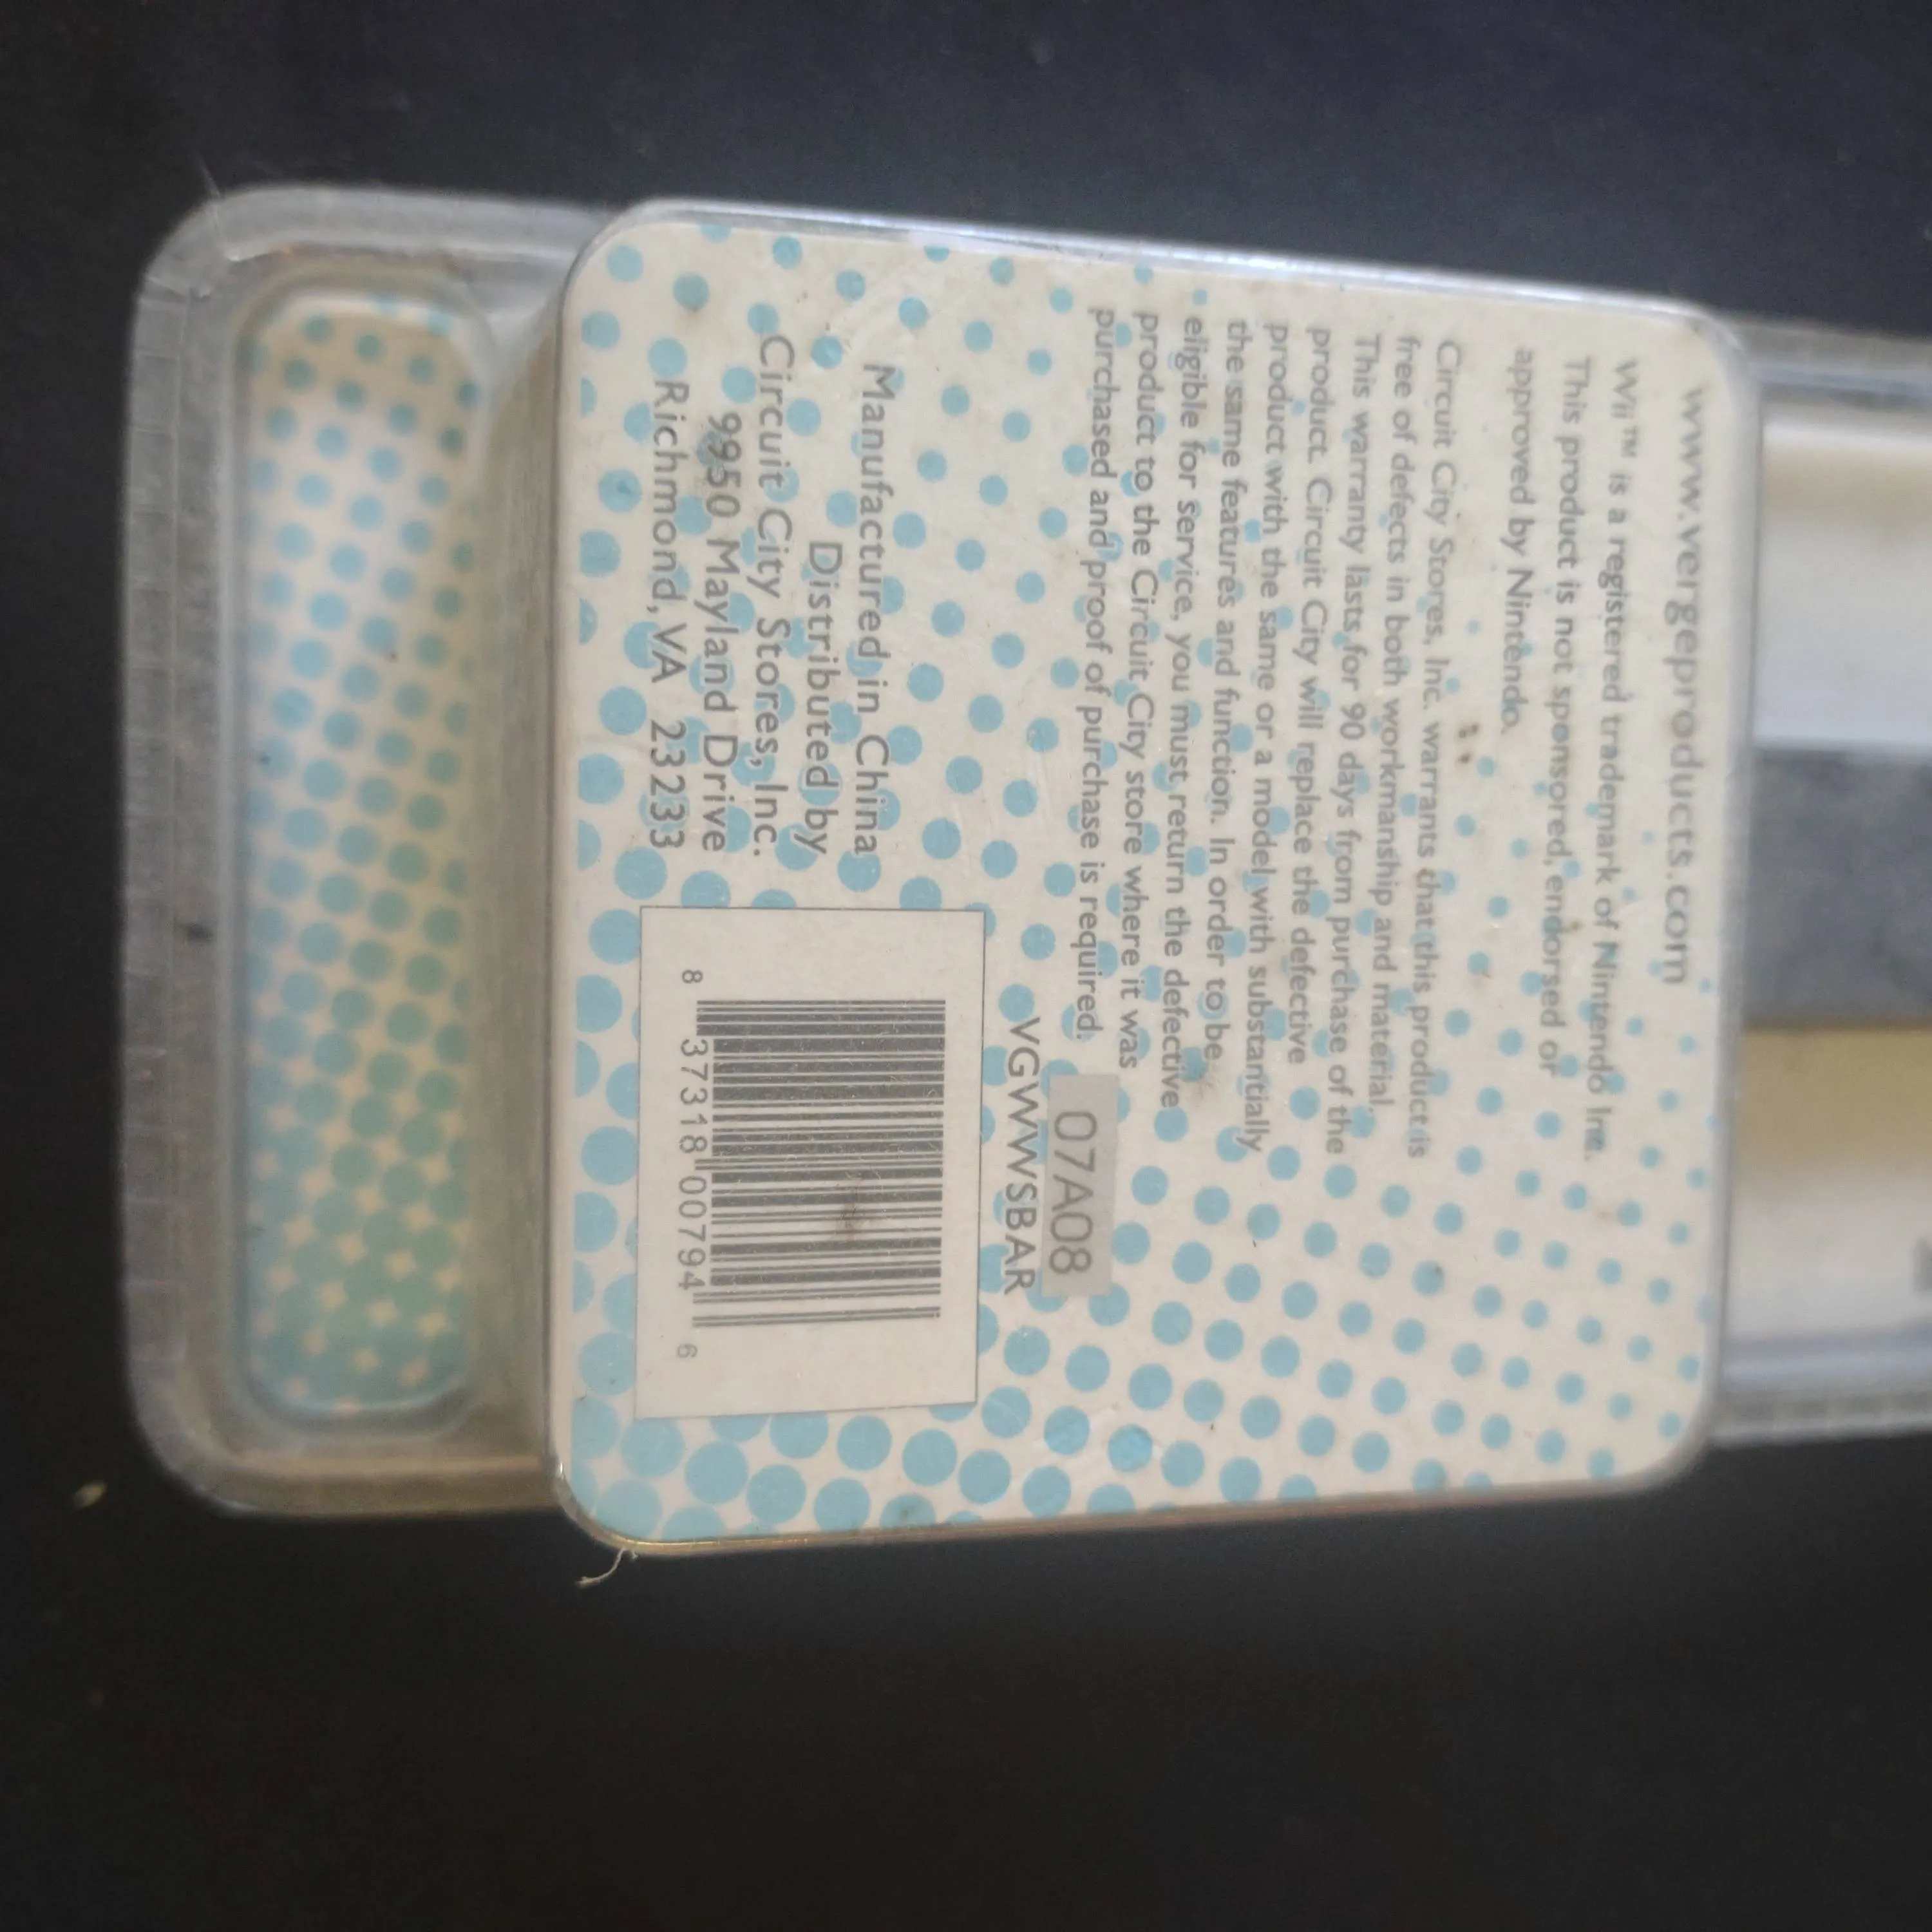 www.vergeproducts.com
Wii™ is a registered trademark of Nintendo Inc.
This product is not sponsored, endorsed or
approved by Nintendo.
Circuit City Stores, Inc. warrants that this product is
free of defects in both workmanship and material.
This warranty lasts for 90 days from purchase of the
product. Circuit City will replace the defective
product with the same or a model with substantially
the same features and function. In order to be
eligible for service, you must return the defective
product to the Circuit City store where it was
purchased and proof of purchase is required.
07A08
VGWWSBAR
Manufactured in China
Distributed by
Circuit City Stores, Inc.
9950 Mayland Drive
Richmond, VA 23233
8 37318 00794 6